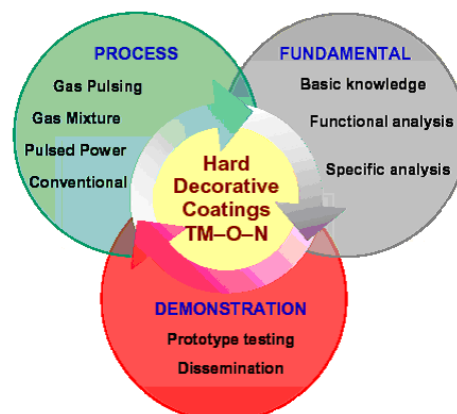 PROCESS
Gas Pulsing
Gas Mixture
Pulsed Power
Conventional
FUNDAMENTAL
Basic knowledge
Functional analysis
Specific analysis
Hard
Decorative
Coatings
TM–O–N
DEMONSTRATION
Prototype testing
Dissemination